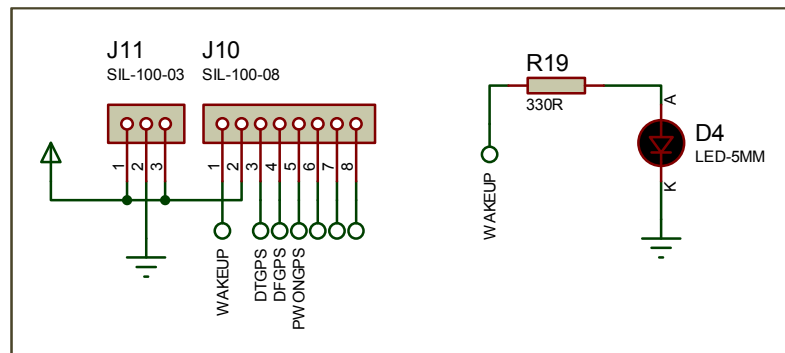 J11
SIL-100-03
1
2
3
J10
SIL-100-08
1
2
3
4
5
6
7
8
WAKEUP
DTGPS
DFGPS
PWONGPS
R19
330R
WAKEUP
A
D4
LED-5MM
K